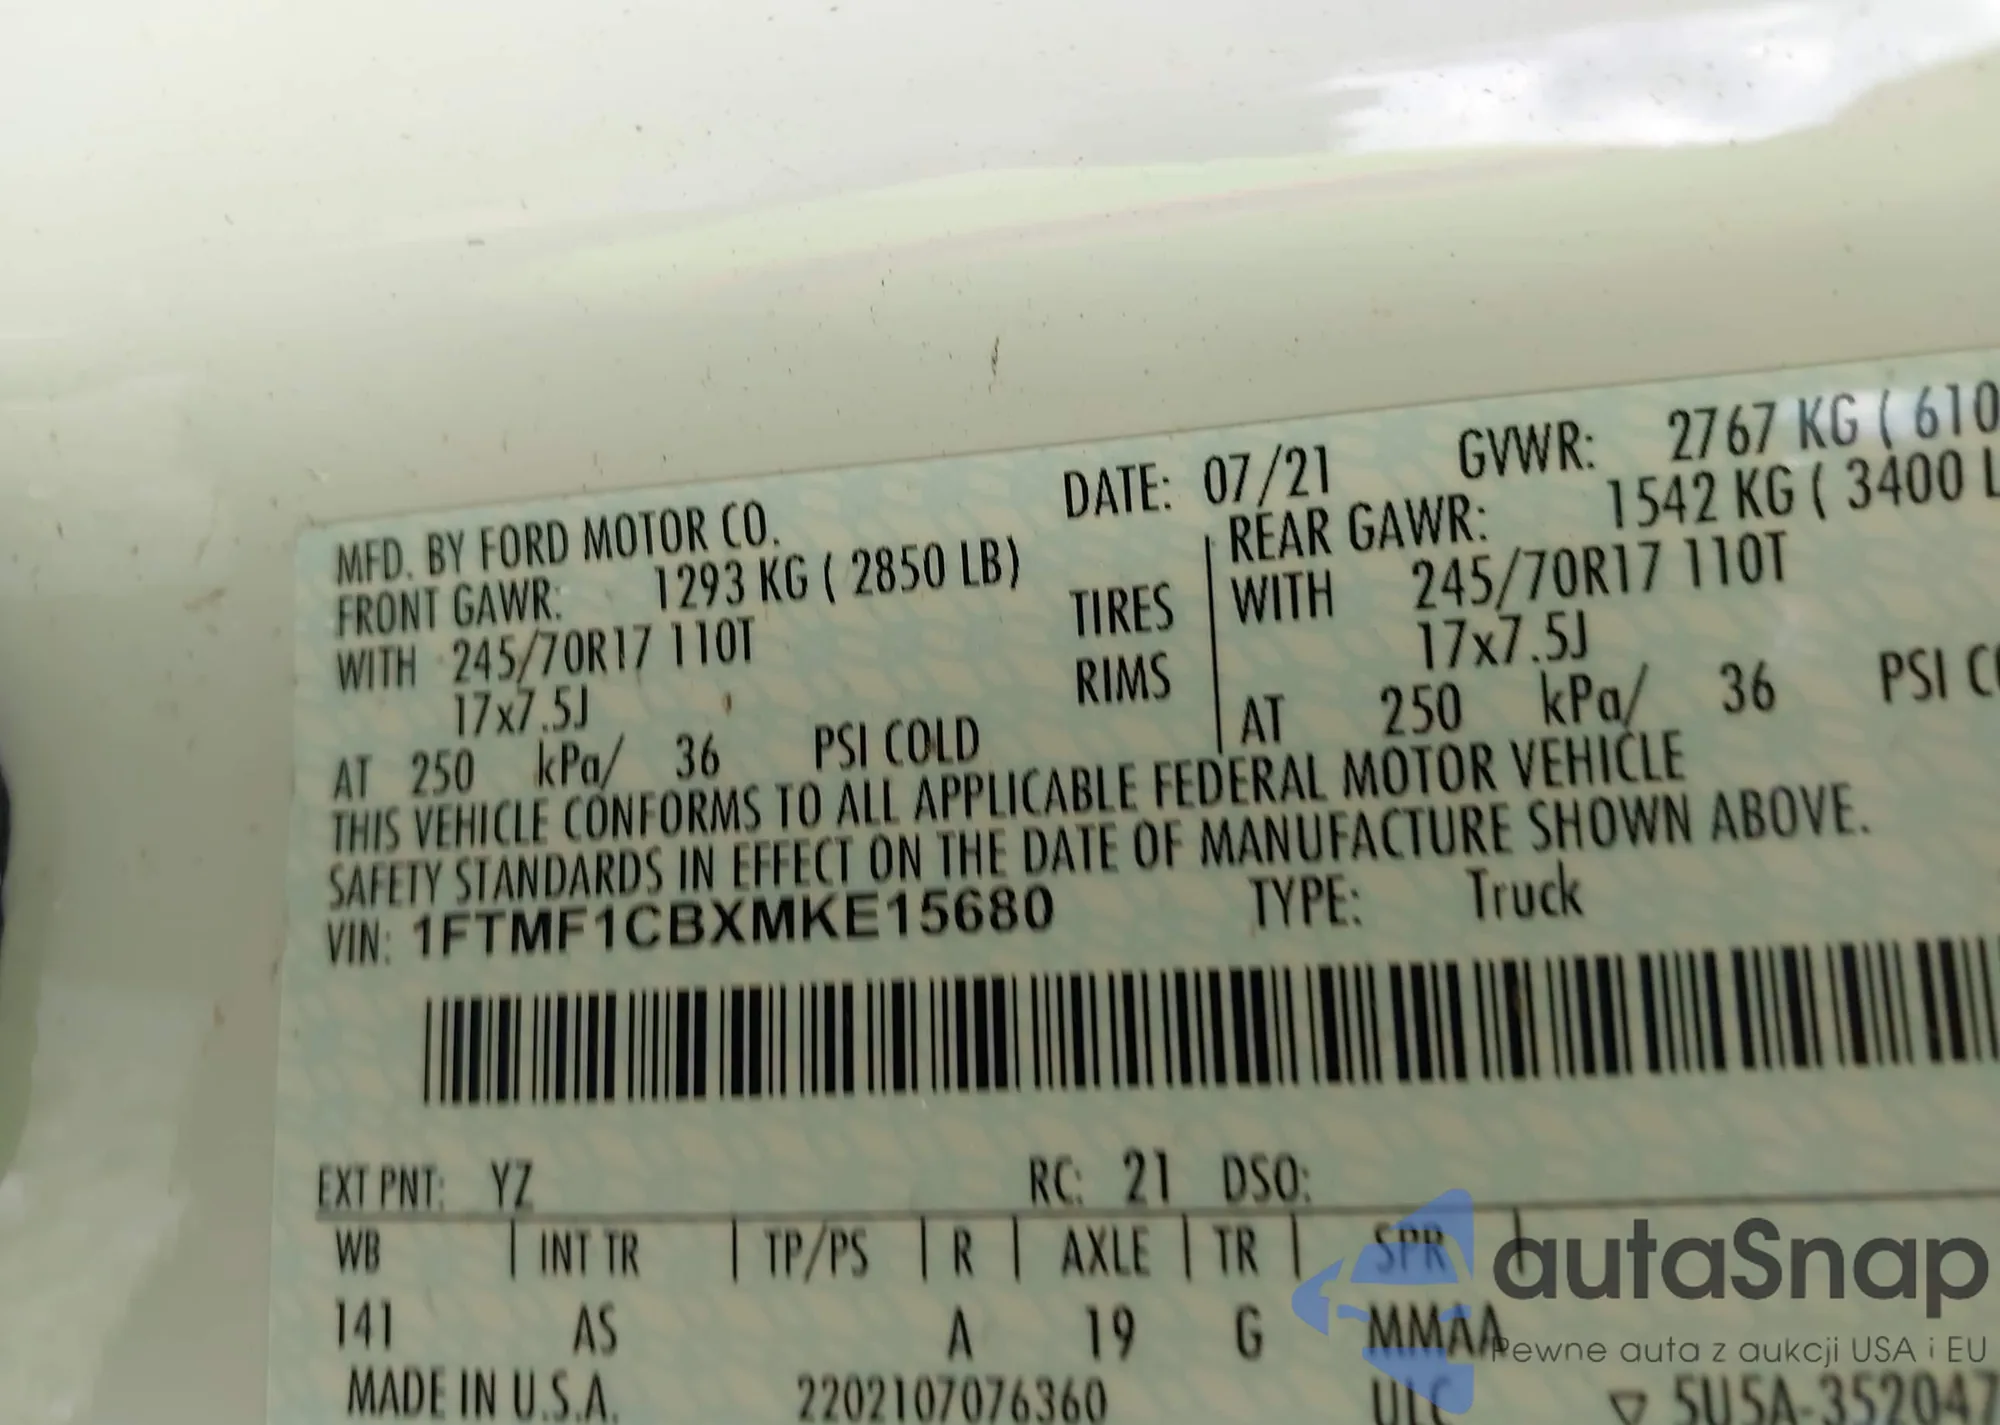 MFD. BY FORD MOTOR CO. DATE: 07/21 GVWR: 2767 KG ( 610
FRONT GAWR: 1293 KG ( 2850 LB) REAR GAWR: 1542 KG ( 3400 L
WITH 245/70R17 110T TIRES WITH 245/70R17 110T
17x7.5J RIMS 17x7.5J
AT 250 kPa/ 36 PSI COLD AT 250 kPa/ 36 PSI CO
THIS VEHICLE CONFORMS TO ALL APPLICABLE FEDERAL MOTOR VEHICLE
SAFETY STANDARDS IN EFFECT ON THE DATE OF MANUFACTURE SHOWN ABOVE.
VIN: 1FTMF1CBXMKE15680 TYPE: Truck
EXT PNT: YZ RC: 21 DSO:
WB | INT TR | TP/PS | R | AXLE | TR | SPR
141 AS A 19 G MMAA
MADE IN U.S.A. 2202107076360 ULC ▽ 5U5A-352047
autaSnap
Pewne auta z aukcji USA i EU